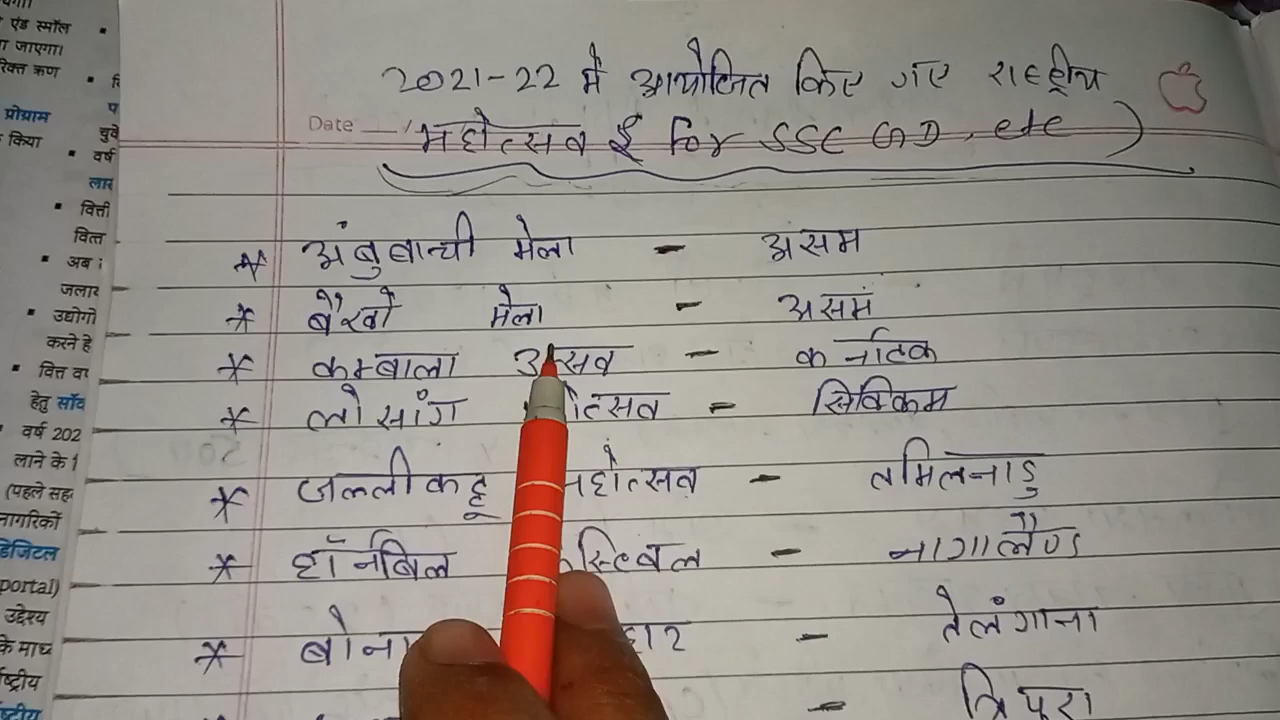 एंड स्मॉल
जाएगा।
रिक्त ऋण
प्रोग्राम
किया
वर्ष
लार
वित्ती
वित्त
अब
जलार
उद्योगो
करने हे
वित्त व
हेतु सॉव
वर्ष 202
लाने के
(पहले सह
नागरिकों
डिजिटल
portal)
उद्देश्य
के माध्य
ष्ट्रीय
2021-22 मे आयोजित किए गए राष्ट्रीय
Date
महोत्सव ई For SSC GD, etc )
* अंबुबाची मेला - असम
* बैखो मेला - असम
* कम्बाला उत्सव - कर्नाटक
* लोसांग ोत्सव - सिक्किम
* जल्लीकट्टू महोत्सव - तमिलनाडु
* हॉर्नबिल स्टिवल - नागालैण्ड
* बोना हार - तेलंगाना
- त्रिपुरा